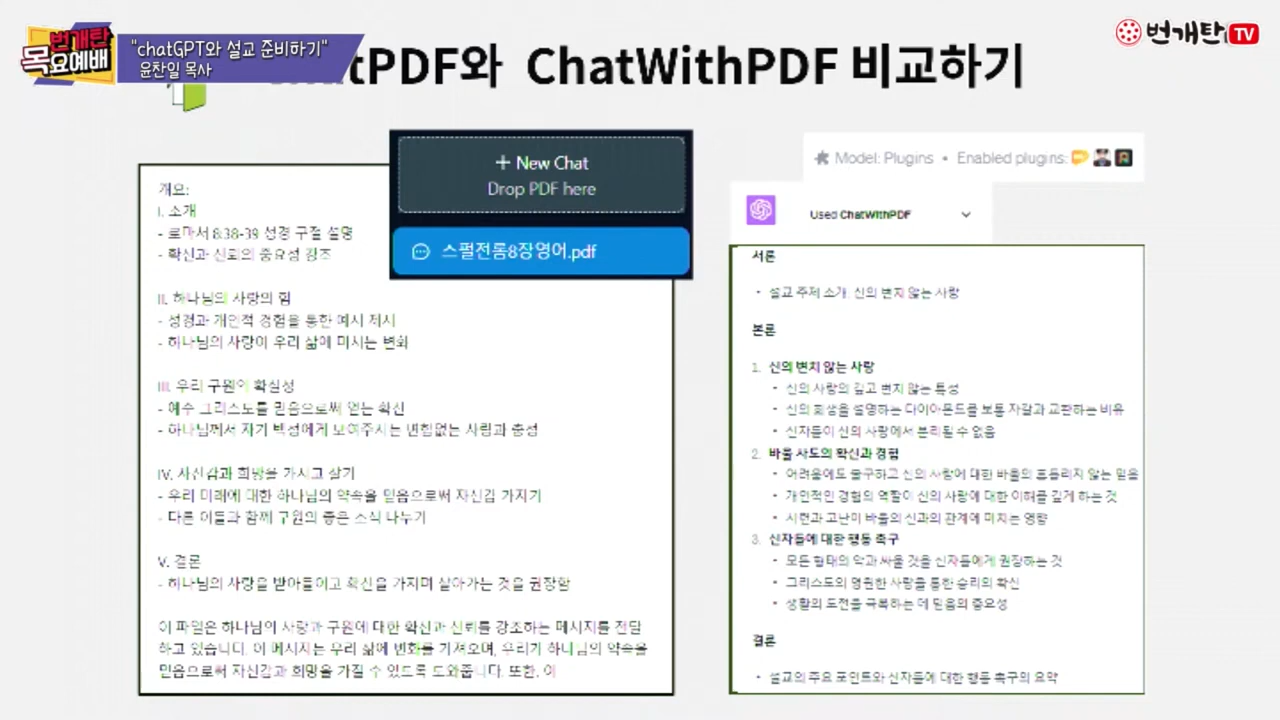 번개탄
목요예배
"chatGPT와 설교 준비하기"
윤찬일 목사
번개탄 TV
tPDF와 ChatWithPDF 비교하기
+ New Chat
Drop PDF here
스펄전롬8장영어.pdf
개요:
I. 소개
- 로마서 8:38-39 성경 구절 설명
- 확신과 신뢰의 중요성 강조
II. 하나님의 사랑의 힘
- 성경과 개인적 경험을 통한 예시 제시
- 하나님의 사랑이 우리 삶에 미치는 변화
III. 우리 구원의 확실성
- 예수 그리스도를 믿음으로써 얻는 확신
- 하나님께서 자기 백성에게 보여주시는 변함없는 사랑과 충성
IV. 자신감과 희망을 가지고 살기
- 우리 미래에 대한 하나님의 약속을 믿음으로써 자신감 가지기
- 다른 이들과 함께 구원의 좋은 소식 나누기
V. 결론
- 하나님의 사랑을 받아들이고 확신을 가지며 살아가는 것을 권장함
이 파일은 하나님의 사랑과 구원에 대한 확신과 신뢰를 강조하는 메시지를 전달
하고 있습니다. 이 메시지는 우리 삶에 변화를 가져오며, 우리가 하나님의 약속을
믿음으로써 자신감과 희망을 가질 수 있도록 도와줍니다. 또한, 이
Model: Plugins • Enabled plugins:
Used ChatWithPDF
서론
• 설교 주제 소개: 신의 변치 않는 사랑
본론
1. 신의 변치 않는 사랑
• 신의 사랑의 깊고 변치 않는 특성
• 신의 희생을 설명하는 다이아몬드를 보통 자갈과 교환하는 비유
• 신자들이 신의 사랑에서 분리될 수 없음
2. 바울 사도의 확신과 경험
• 어려움에도 불구하고 신의 사랑에 대한 바울의 흔들리지 않는 믿음
• 개인적인 경험의 역할이 신의 사랑에 대한 이해를 깊게 하는 것
• 시련과 고난이 바울의 신과의 관계에 미치는 영향
3. 신자들에 대한 행동 촉구
• 모든 형태의 악과 싸울 것을 신자들에게 권장하는 것
• 그리스도의 영원한 사랑을 통한 승리의 확신
• 생활의 도전을 극복하는 데 믿음의 중요성
결론
• 설교의 주요 포인트와 신자들에 대한 행동 촉구의 요약